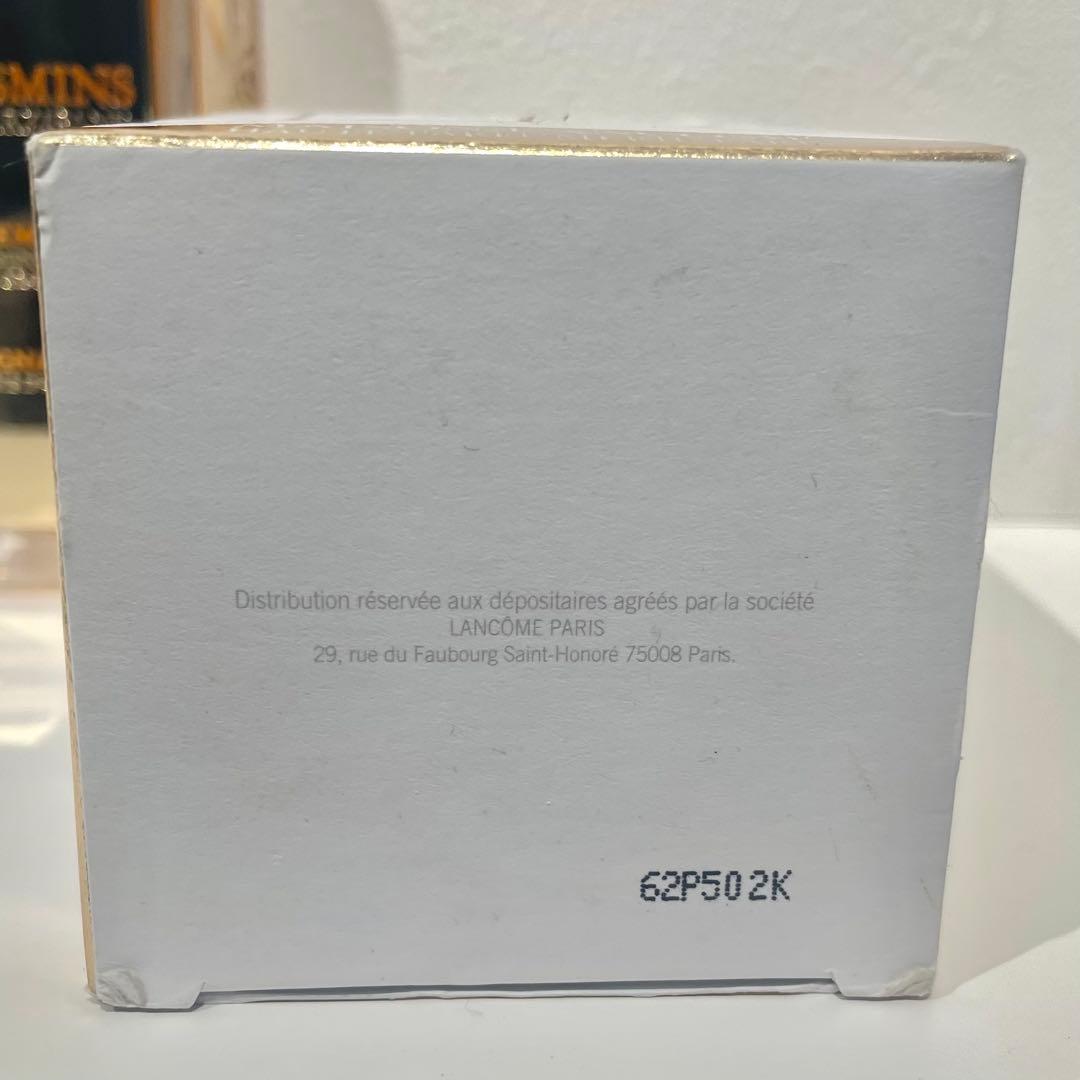 SMINS
Distribution réservée aux dépositaires agréés par la société
LANCÔME PARIS
29, rue du Faubourg Saint-Honoré 75008 Paris.
62P502K